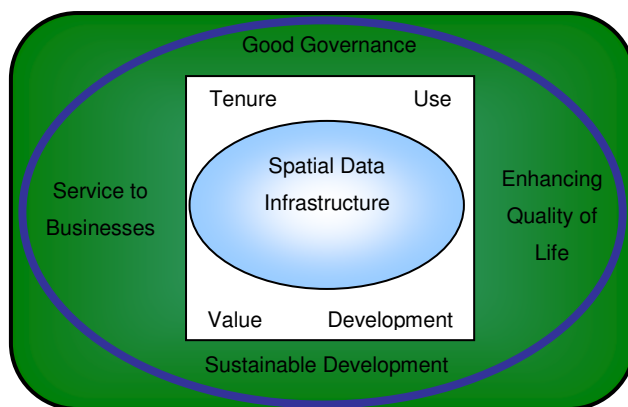 Good Governance
Tenure Use
Spatial Data
Infrastructure
Service to
Businesses
Enhancing
Quality of
Life
Value Development
Sustainable Development